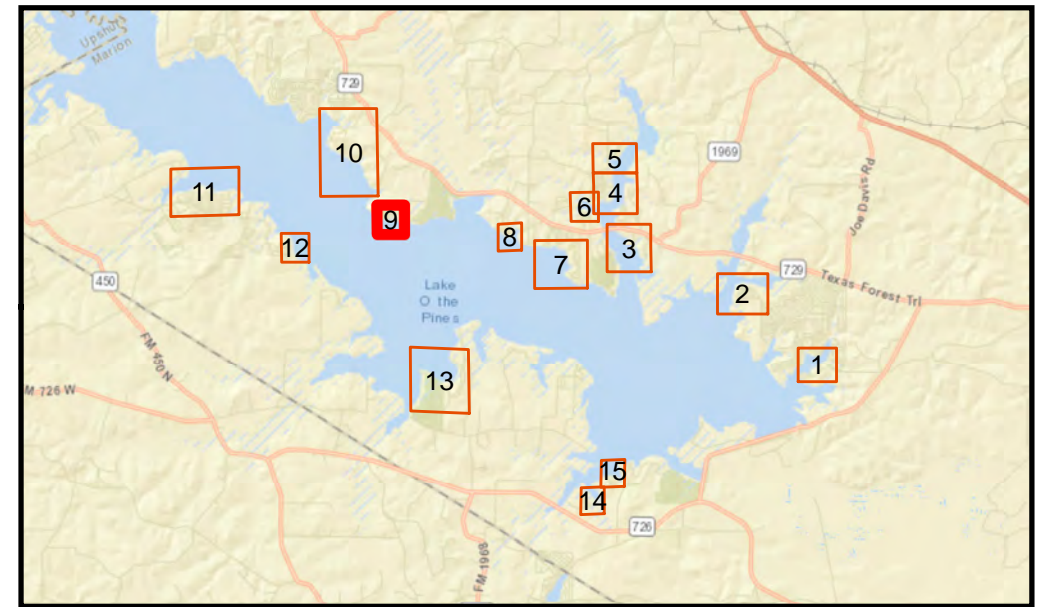 Upshur
Marion
729
10
1969
5
4
6
11
9
8
3
12
7
Joe Davis Rd
450
Lake
O the
Pines
2
729
Texas Forest Trl
FM 450 N
1
13
M 726 W
15
14
726
FM 1968